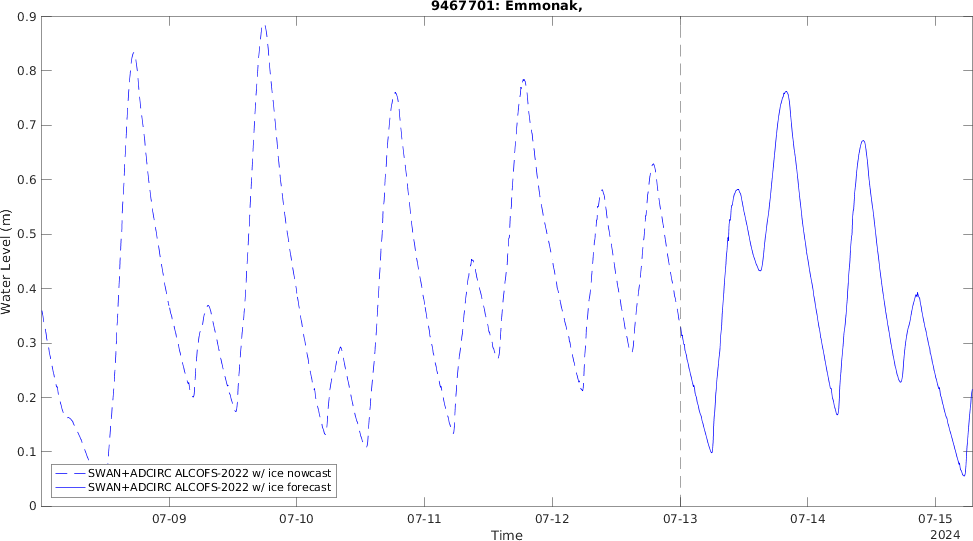 9467701: Emmonak,
0.9
0.8
0.7
0.6
0.5
0.4
0.3
0.2
0.1
0
Water Level (m)
SWAN+ADCIRC ALCOFS-2022 w/ ice nowcast
SWAN+ADCIRC ALCOFS-2022 w/ ice forecast
07-09 07-10 07-11 07-12 07-13 07-14 07-15
Time
2024